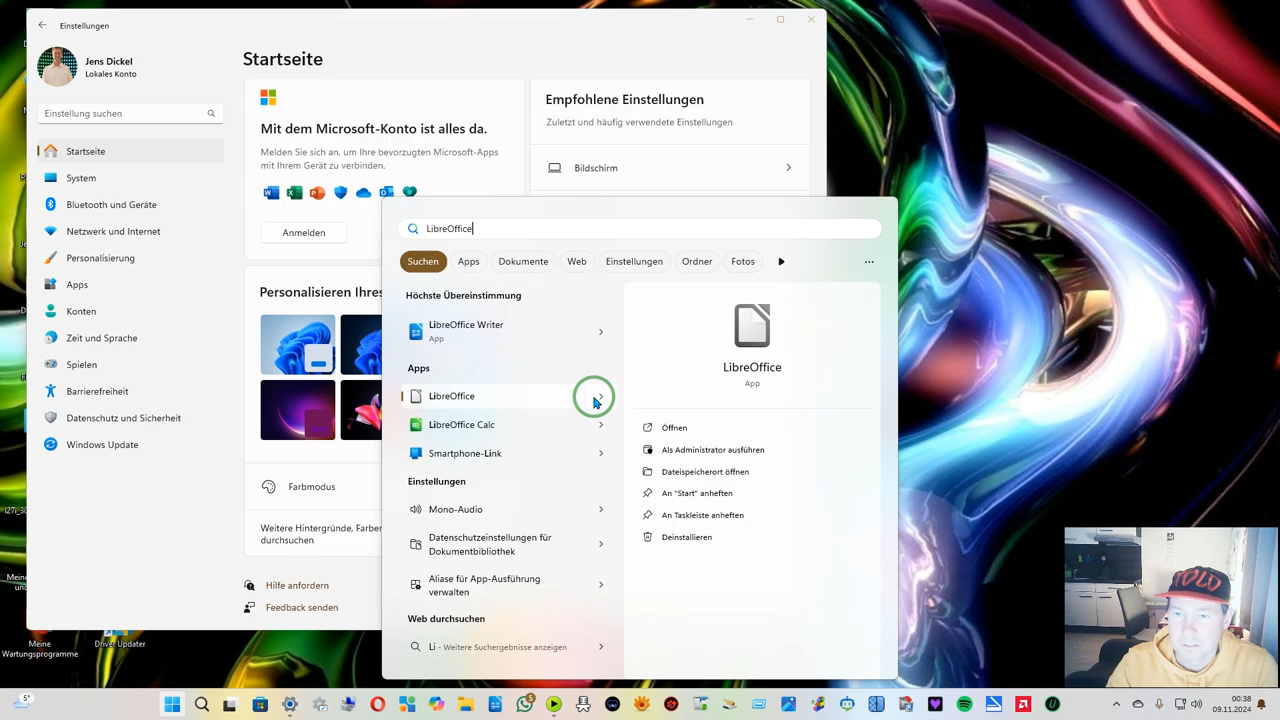 Einstellungen
Jens Dickel
Lokales Konto
Einstellung suchen
Startseite
System
Bluetooth und Geräte
Netzwerk und Internet
Personalisierung
Apps
Konten
Zeit und Sprache
Spielen
Barrierefreiheit
Datenschutz und Sicherheit
Windows Update
Startseite
Mit dem Microsoft-Konto ist alles da.
Melden Sie sich an, um Ihre bevorzugten Microsoft-Apps
mit Ihrem Gerät zu verbinden.
Anmelden
Empfohlene Einstellungen
Zuletzt und häufig verwendete Einstellungen
Bildschirm
Personalisieren Ihres
Farbmodus
Weitere Hintergründe, Farben
durchsuchen
Hilfe anfordern
Feedback senden
LibreOffice
Suchen
Apps
Dokumente
Web
Einstellungen
Ordner
Fotos
Höchste Übereinstimmung
LibreOffice Writer
App
Apps
LibreOffice
LibreOffice Calc
Smartphone-Link
Einstellungen
Mono-Audio
Datenschutzeinstellungen für
Dokumentbibliothek
Aliase für App-Ausführung
verwalten
Web durchsuchen
Li - Weitere Suchergebnisse anzeigen
LibreOffice
App
Öffnen
Als Administrator ausführen
Dateispeicherort öffnen
An "Start" anheften
An Taskleiste anheften
Deinstallieren
Meine
Wartungsprogramme
Driver Updater
YOLO
5°
5
00:38
09.11.2024